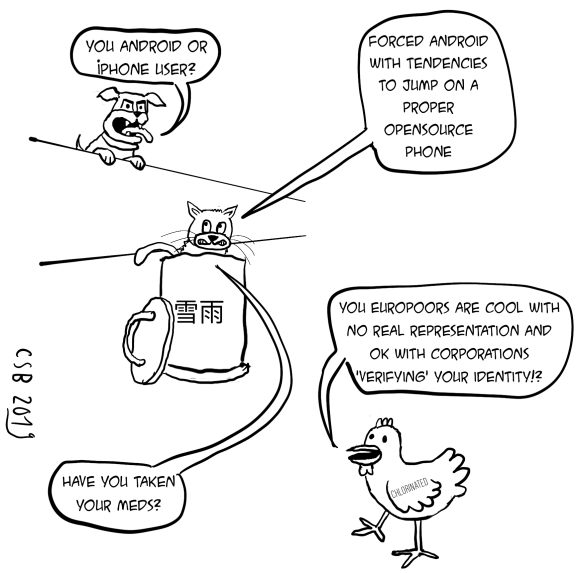 YOU ANDROID OR
iPHONE USER?
FORCED ANDROID
WITH TENDENCIES
TO JUMP ON A
PROPER
OPENSOURCE
PHONE
雪雨
YOU EUROPOORS ARE COOL WITH
NO REAL REPRESENTATION AND
OK WITH CORPORATIONS
'VERIFYING' YOUR IDENTITY!?
CHLORINATED
HAVE YOU TAKEN
YOUR MEDS?
CSB 2019